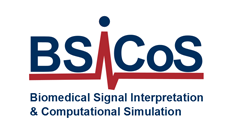 BSiCoS
Biomedical Signal Interpretation
& Computational Simulation